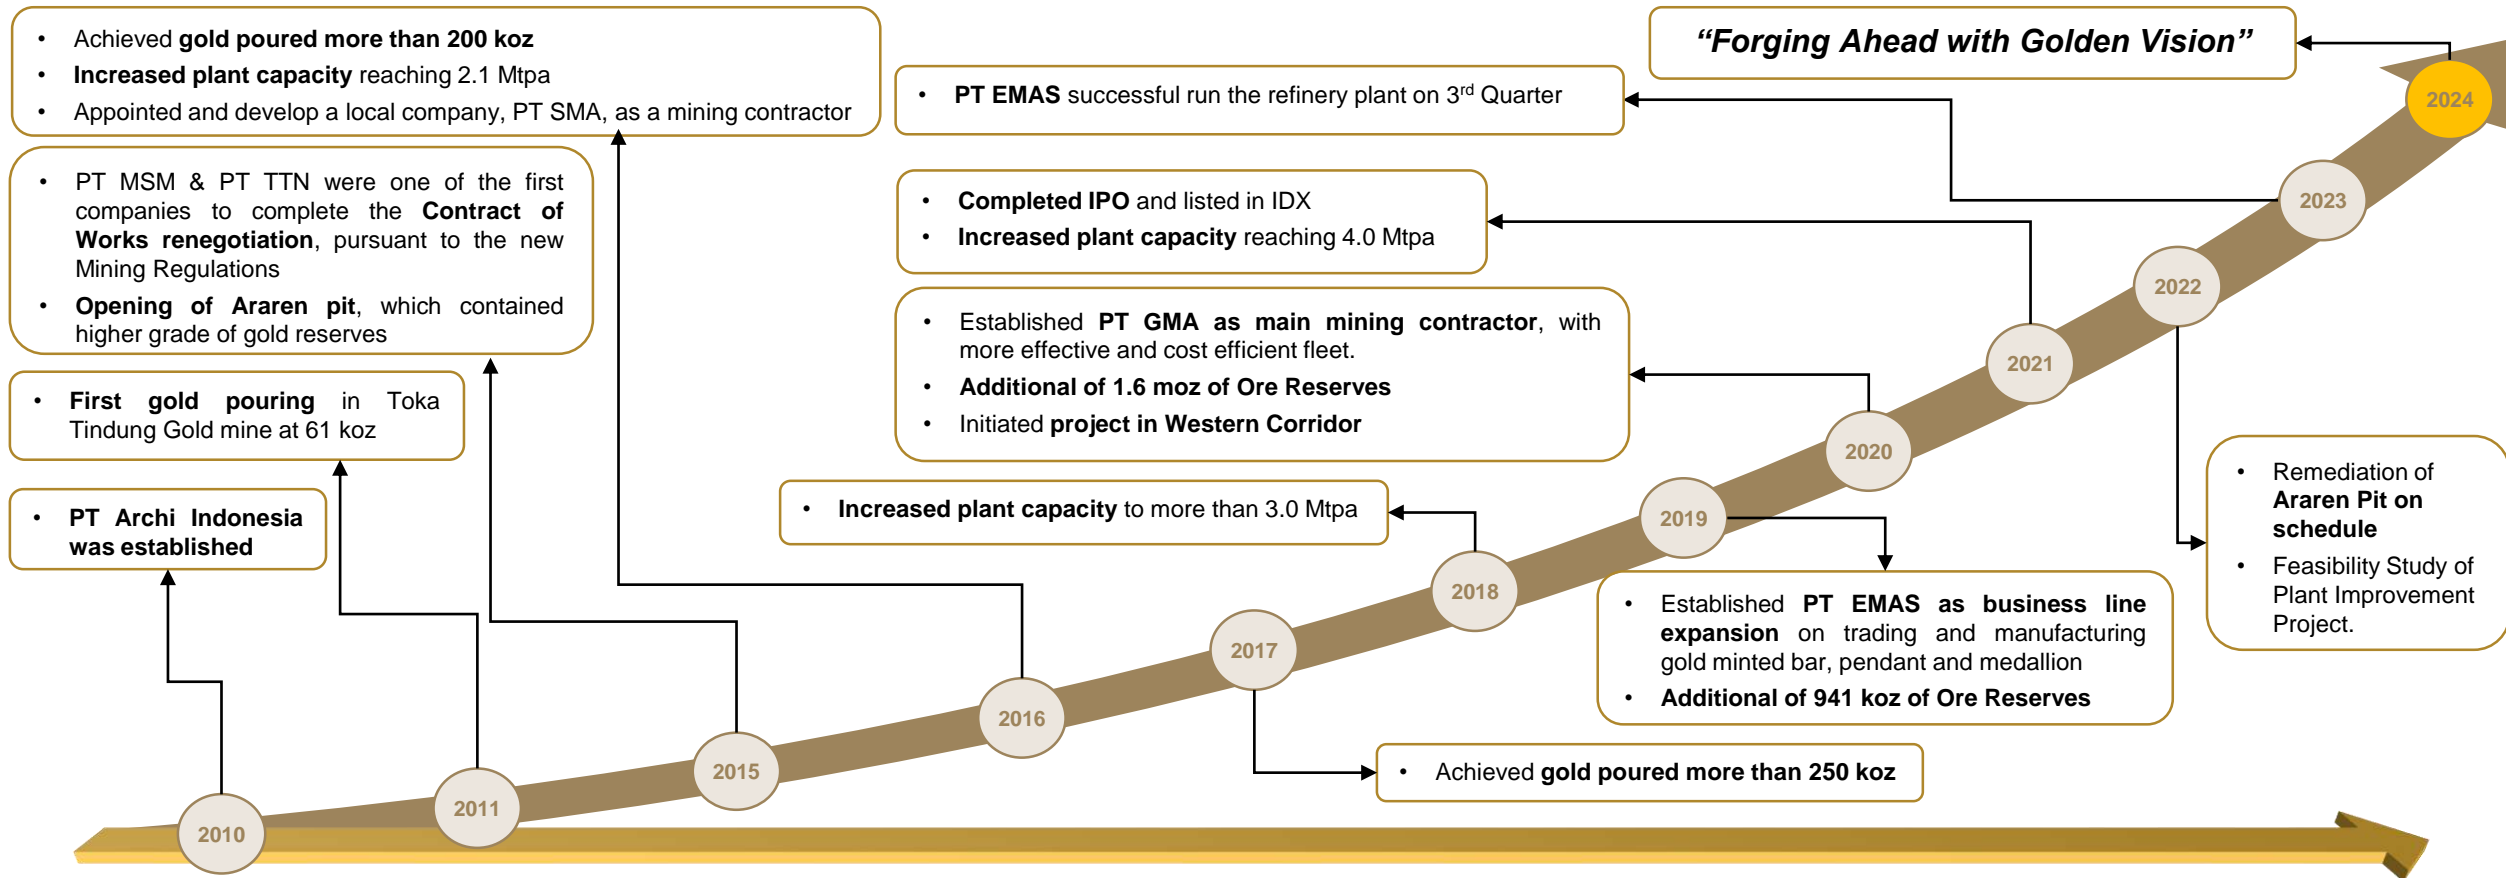 • Achieved gold poured more than 200 koz
• Increased plant capacity reaching 2.1 Mtpa
• Appointed and develop a local company, PT SMA, as a mining contractor
• PT MSM & PT TTN were one of the first
companies to complete the Contract of
Works renegotiation, pursuant to the new
Mining Regulations
• Opening of Araren pit, which contained
higher grade of gold reserves
• First gold pouring in Toka
Tindung Gold mine at 61 koz
• PT Archi Indonesia
was established
“Forging Ahead with Golden Vision”
• PT EMAS successful run the refinery plant on 3rd Quarter
• Completed IPO and listed in IDX
• Increased plant capacity reaching 4.0 Mtpa
• Established PT GMA as main mining contractor, with
more effective and cost efficient fleet.
• Additional of 1.6 moz of Ore Reserves
• Initiated project in Western Corridor
• Increased plant capacity to more than 3.0 Mtpa
• Established PT EMAS as business line
expansion on trading and manufacturing
gold minted bar, pendant and medallion
• Additional of 941 koz of Ore Reserves
• Remediation of
Araren Pit on
schedule
• Feasibility Study of
Plant Improvement
Project.
• Achieved gold poured more than 250 koz
2010
2011
2015
2016
2017
2018
2019
2020
2021
2022
2023
2024